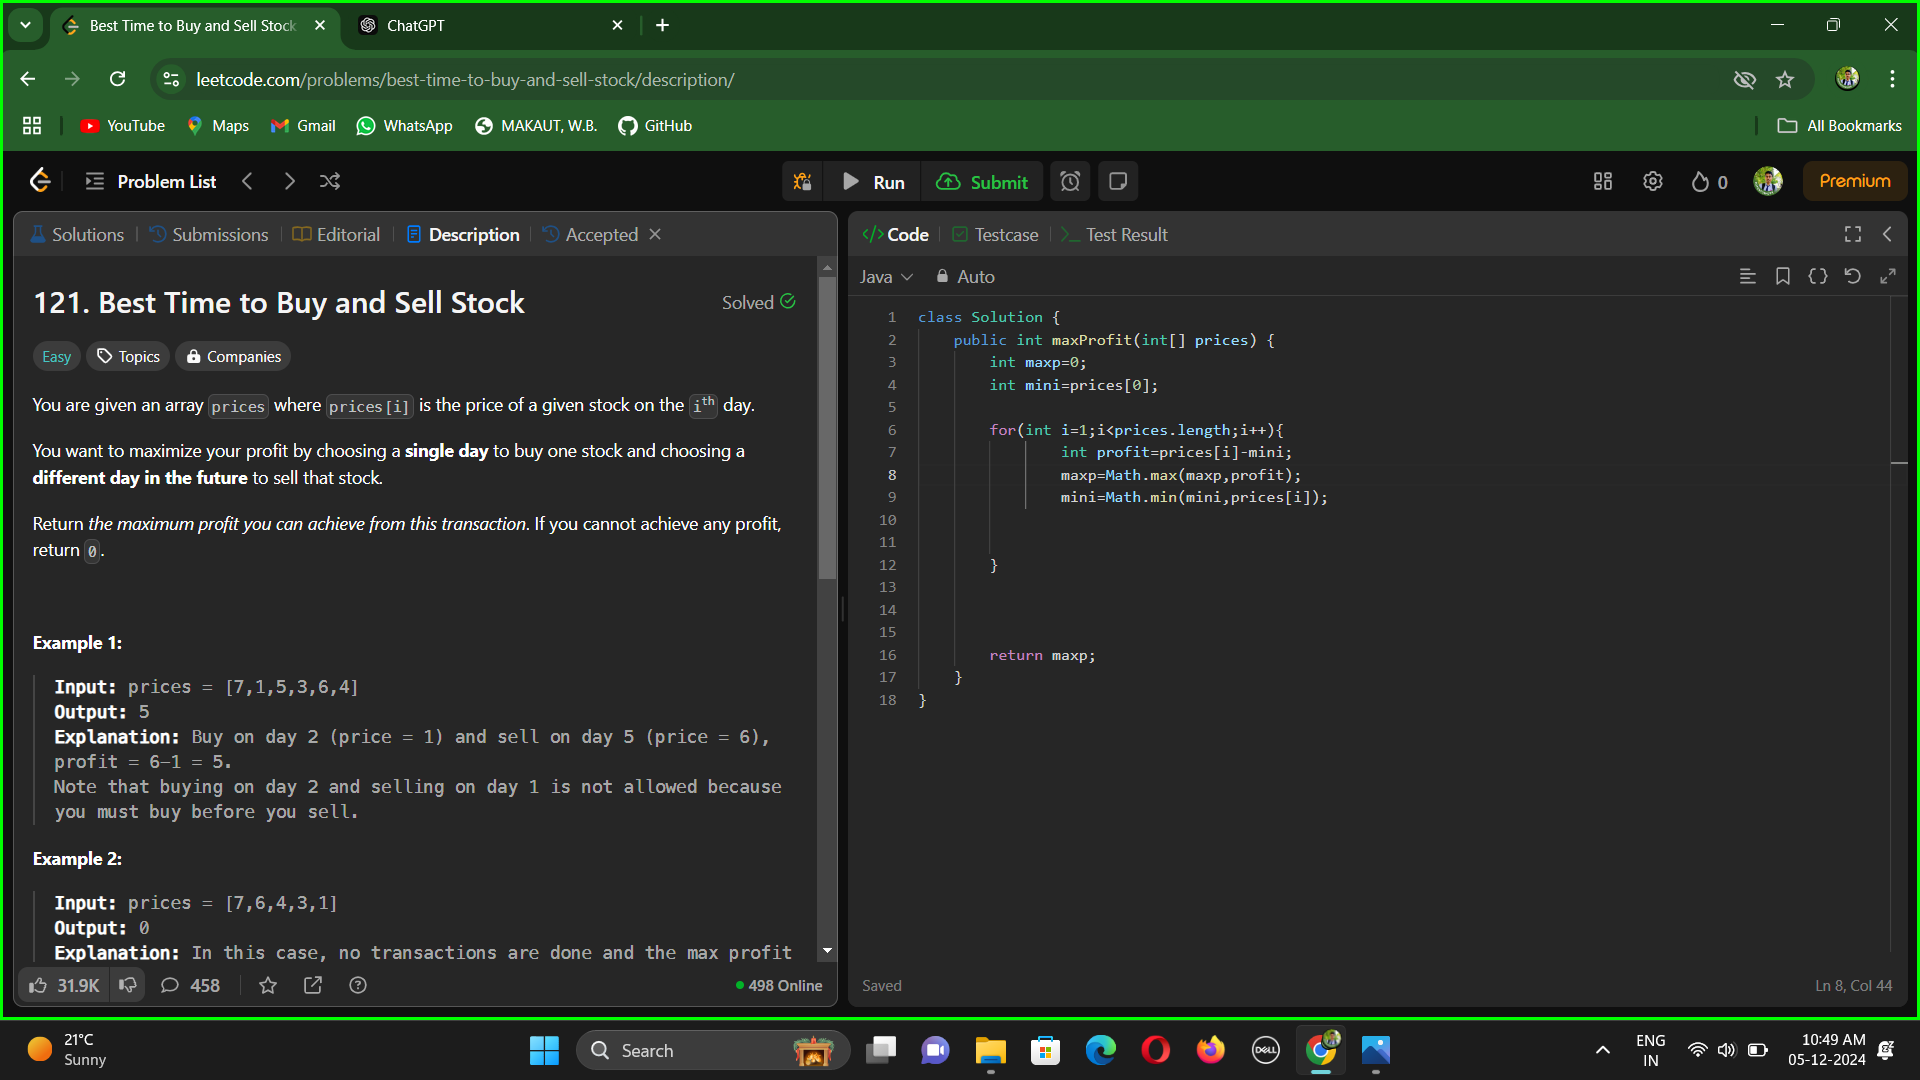 Best Time to Buy and Sell Stock
ChatGPT
leetcode.com/problems/best-time-to-buy-and-sell-stock/description/
YouTube
Maps
Gmail
WhatsApp
MAKAUT, W.B.
GitHub
All Bookmarks
Problem List
Run
Submit
0
Premium
Solutions
Submissions
Editorial
Description
Accepted
121. Best Time to Buy and Sell Stock
Solved
Easy
Topics
Companies
You are given an array prices where prices[i] is the price of a given stock on the ith day.
You want to maximize your profit by choosing a single day to buy one stock and choosing a
different day in the future to sell that stock.
Return the maximum profit you can achieve from this transaction. If you cannot achieve any profit,
return 0.
Example 1:
Input: prices = [7,1,5,3,6,4]
Output: 5
Explanation: Buy on day 2 (price = 1) and sell on day 5 (price = 6),
profit = 6-1 = 5.
Note that buying on day 2 and selling on day 1 is not allowed because
you must buy before you sell.
Example 2:
Input: prices = [7,6,4,3,1]
Output: 0
Explanation: In this case, no transactions are done and the max profit
31.9K
458
498 Online
Code
Testcase
Test Result
Java
Auto
1 class Solution {
2 public int maxProfit(int[] prices) {
3 int maxp=0;
4 int mini=prices[0];
5
6 for(int i=1;i<prices.length;i++){
7 int profit=prices[i]-mini;
8 maxp=Math.max(maxp,profit);
9 mini=Math.min(mini,prices[i]);
10
11
12 }
13
14
15
16 return maxp;
17 }
18 }
Saved
Ln 8, Col 44
21°C
Sunny
Search
DELL
ENG
IN
10:49 AM
05-12-2024